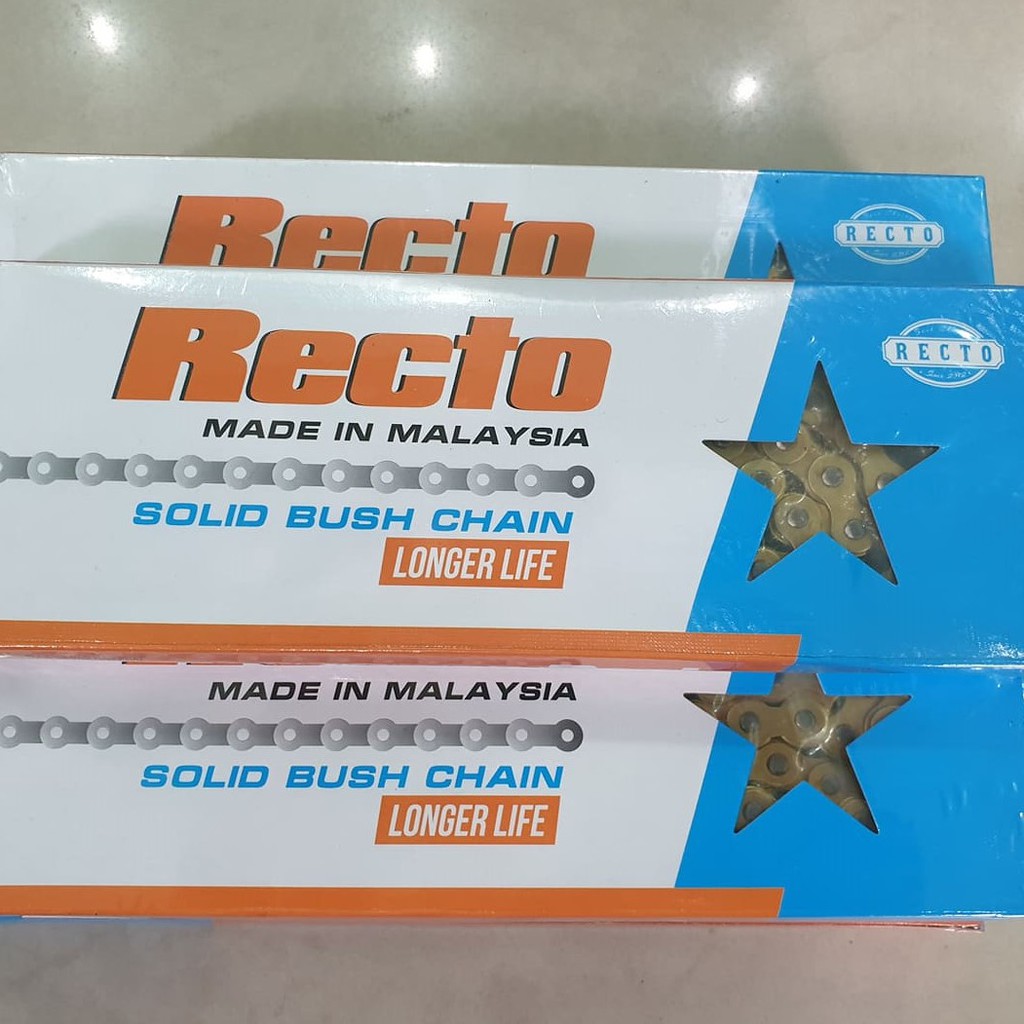 Recto
RECTO
Recto
RECTO
MADE IN MALAYSIA
SOLID BUSH CHAIN
LONGER LIFE
MADE IN MALAYSIA
SOLID BUSH CHAIN
LONGER LIFE